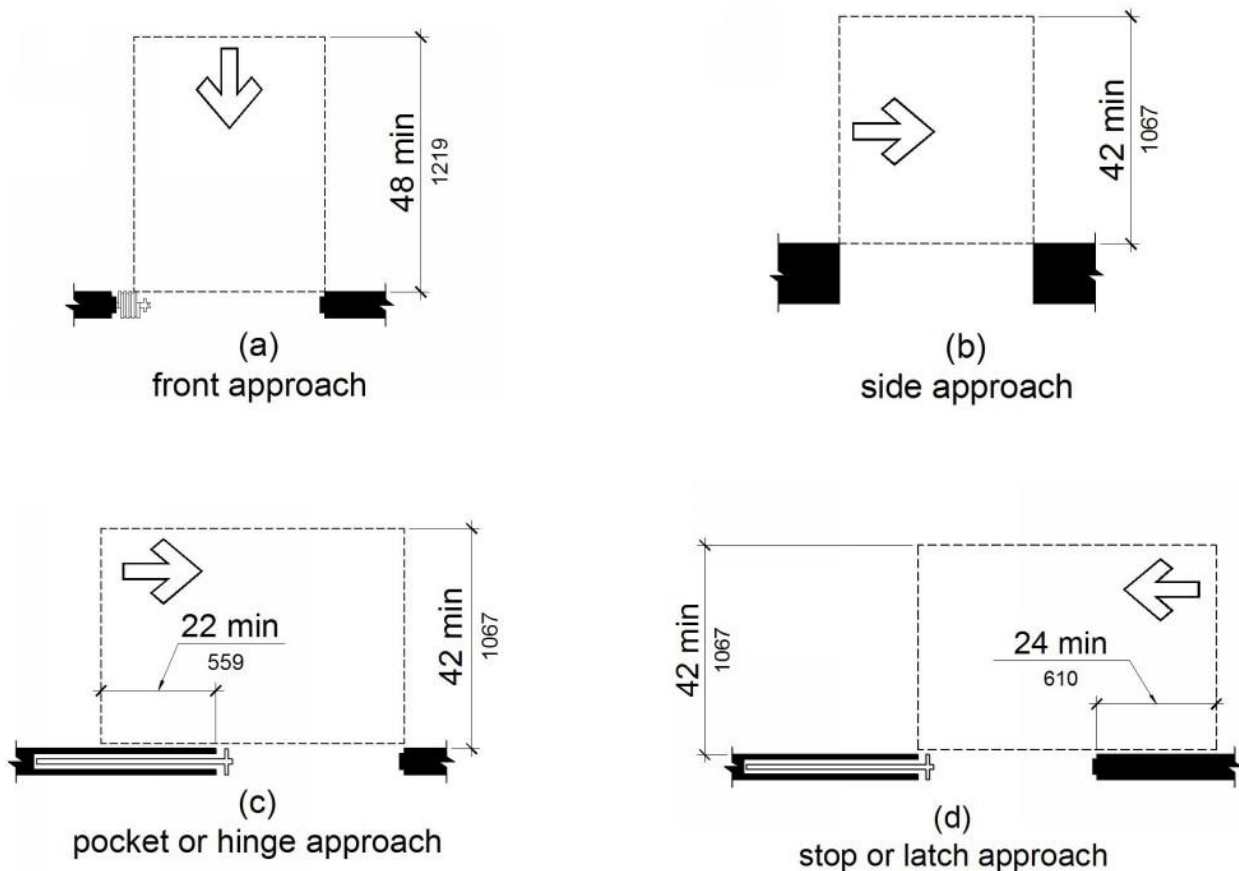 48 min
1219
(a)
front approach
42 min
1067
(b)
side approach
22 min
559
42 min
1067
(c)
pocket or hinge approach
42 min
1067
24 min
610
(d)
stop or latch approach